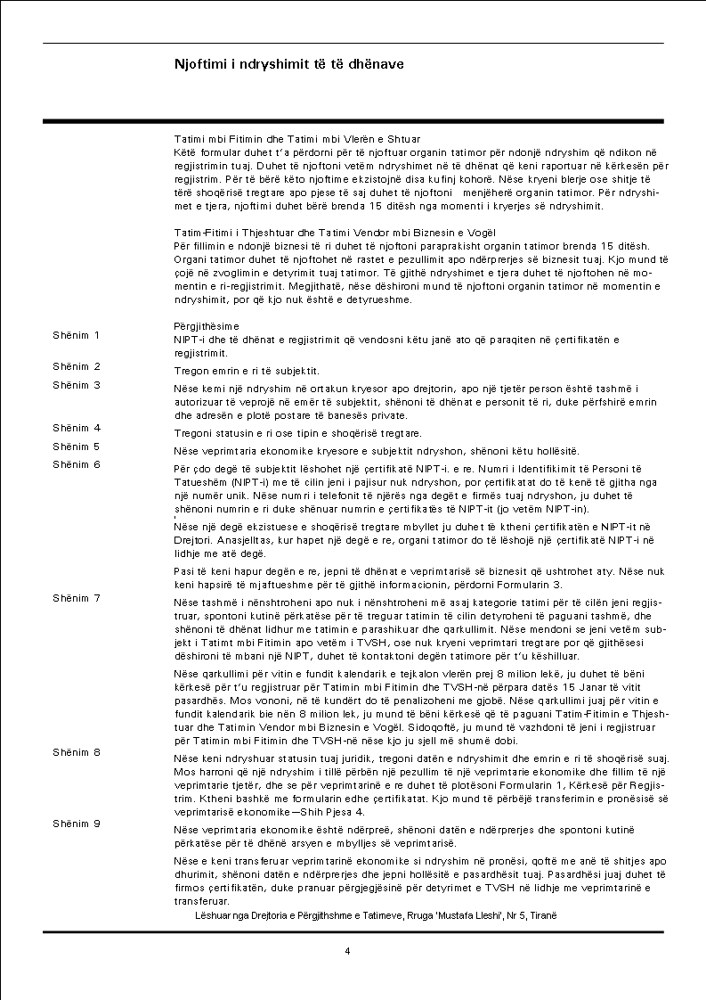 Njoftimi i ndryshimit të të dhënave
Tatimi mbi Fitimin dhe Tatimi mbi Vlerën e Shtuar
Këtë formular duhet t’a përdorni për të njoftuar organin tatimor për ndonjë ndryshim që ndikon në
regjistrimin tuaj. Duhet të njoftoni vetëm ndryshimet në të dhënat që keni raportuar në kërkesën për
regjistrim. Për të bërë këto njoftime ekzistojnë disa kufinj kohorë. Nëse kryeni blerje ose shitje të
tërë shoqërisë tregtare apo pjese të saj duhet të njoftoni menjëherë organin tatimor. Për ndryshi-
met e tjera, njoftimi duhet bërë brenda 15 ditësh nga momenti i kryerjes së ndryshimit.
Tatim-Fitimi i Thjeshtuar dhe Tatimi Vendor mbi Biznesin e Vogël
Për fillimin e ndonjë biznesi të ri duhet të njoftoni paraprakisht organin tatimor brenda 15 ditësh.
Organi tatimor duhet të njoftohet në rastet e pezullimit apo ndërprerjes së biznesit tuaj. Kjo mund të
çojë në zvoglimin e detyrimit tuaj tatimor. Të gjithë ndryshimet e tjera duhet të njoftohen në mo-
mentin e ri-regjistrimit. Megjithatë, nëse dëshironi mund të njoftoni organin tatimor në momentin e
ndryshimit, por që kjo nuk është e detyrueshme.
Përgjithësime
Shënim 1
NIPT-i dhe të dhënat e regjistrimit që vendosni këtu janë ato që paraqiten në çertifikatën e
regjistrimit.
Shënim 2
Tregon emrin e ri të subjektit.
Shënim 3
Nëse kemi një ndryshim në ortakun kryesor apo drejtorin, apo një tjetër person është tashmë i
autorizuar të veprojë në emër të subjektit, shënoni të dhënat e personit të ri, duke përfshirë emrin
dhe adresën e plotë postare të banesës private.
Shënim 4
Tregoni statusin e ri ose tipin e shoqërisë tregtare.
Shënim 5
Nëse veprimtaria ekonomike kryesore e subjektit ndryshon, shënoni këtu hollësitë.
Shënim 6
Për çdo degë të subjektit lëshohet një çertifikatë NIPT-i. e re. Numri i Identifikimit të Personi të
Tatueshëm (NIPT-i) me të cilin jeni i pajisur nuk ndryshon, por çertifikatat do të kenë të gjitha nga
një numër unik. Nëse numri i telefonit të njërës nga degët e firmës tuaj ndryshon, ju duhet të
shënoni numrin e ri duke shënuar numrin e çertifikatës të NIPT-it (jo vetëm NIPT-in).
Nëse një degë ekzistuese e shoqërisë tregtare mbyllet ju duhet të ktheni çertifikatën e NIPT-it në
Drejtori. Anasjelltas, kur hapet një degë e re, organi tatimor do të lëshojë një çertifikatë NIPT-i në
lidhje me atë degë.
Pasi të keni hapur degën e re, jepni të dhënat e veprimtarisë së biznesit që ushtrohet aty. Nëse nuk
keni hapsirë të mjaftueshme për të gjithë informacionin, përdorni Formularin 3.
Shënim 7
Nëse tashmë i nënshtroheni apo nuk i nënshtroheni më asaj kategorie tatimi për të cilën jeni regjis-
truar, spontoni kutinë përkatëse për të treguar tatimin të cilin detyroheni të paguani tashmë, dhe
shënoni të dhënat lidhur me tatimin e parashikuar dhe qarkullimit. Nëse mendoni se jeni vetëm sub-
jekt i Tatimt mbi Fitimin apo vetëm i TVSH, ose nuk kryeni veprimtari tregtare por që gjithësesi
dëshironi të mbani një NIPT, duhet të kontaktoni degën tatimore për t’u këshilluar.
Nëse qarkullimi për vitin e fundit kalendarik e tejkalon vlerën prej 8 milion lekë, ju duhet të bëni
kërkesë për t’u regjistruar për Tatimin mbi Fitimin dhe TVSH-në përpara datës 15 Janar të vitit
pasardhës. Mos vononi, në të kundërt do të penalizoheni me gjobë. Nëse qarkullimi juaj për vitin e
fundit kalendarik bie nën 8 milion lek, ju mund të bëni kërkesë që të paguani Tatim-Fitimin e Thjesh-
tuar dhe Tatimin Vendor mbi Biznesin e Vogël. Sidoqoftë, ju mund të vazhdoni të jeni i regjistruar
për Tatimin mbi Fitimin dhe TVSH-në nëse kjo ju sjell më shumë dobi.
Shënim 8
Nëse keni ndryshuar statusin tuaj juridik, tregoni datën e ndryshimit dhe emrin e ri të shoqërisë suaj.
Mos harroni që një ndryshim i tillë përbën një pezullim të një veprimtarie ekonomike dhe fillim të një
veprimtarie tjetër, dhe se për veprimtarinë e re duhet të plotësoni Formularin 1, Kërkesë për Regjis-
trim. Ktheni bashkë me formularin edhe çertifikatat. Kjo mund të përbëjë transferimin e pronësisë së
veprimtarisë ekonomike—Shih Pjesa 4.
Shënim 9
Nëse veprimtaria ekonomike është ndërpreë, shënoni datën e ndërprerjes dhe spontoni kutinë
përkatëse për të dhënë arsyen e mbylljes së veprimtarisë.
Nëse e keni transferuar veprimtarinë ekonomike si ndryshim në pronësi, qoftë me anë të shitjes apo
dhurimit, shënoni datën e ndërprerjes dhe jepni hollësitë e pasardhësit tuaj. Pasardhësi juaj duhet të
firmos çertifikatën, duke pranuar përgjegjësinë për detyrimet e TVSH në lidhje me veprimtarinë e
transferuar.
Lëshuar nga Drejtoria e Përgjithshme e Tatimeve, Rruga 'Mustafa Lleshi', Nr 5, Tiranë
4